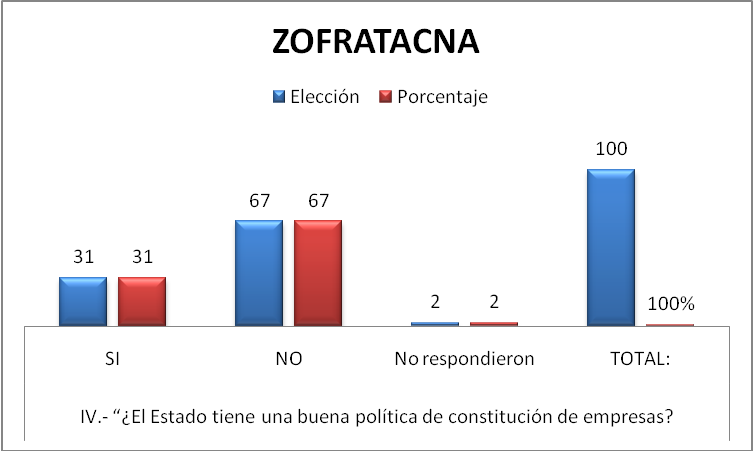 ZOFRATACNA
Elección Porcentaje
100
67 67
31 31
2 2
100%
SI NO No respondieron TOTAL:
IV.- “¿El Estado tiene una buena política de constitución de empresas?